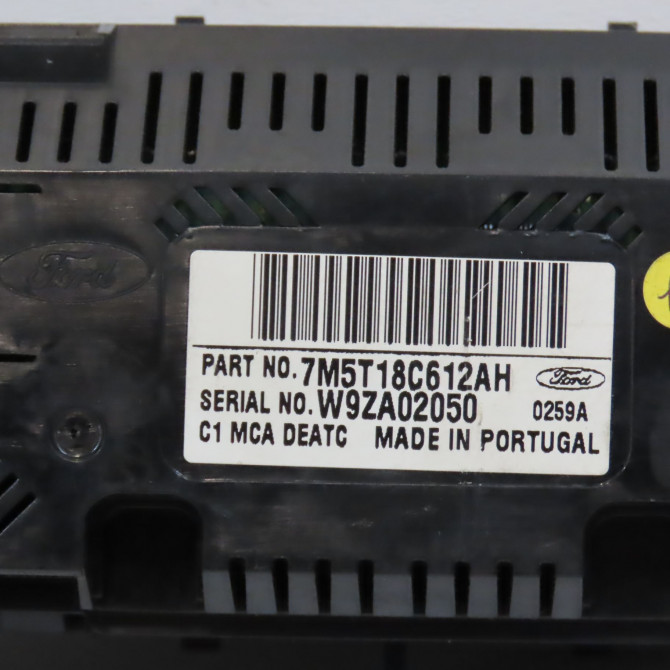 Ford
PART NO. 7M5T18C612AH Ford
SERIAL NO. W9ZA02050 0259A
C1 MCA DEATC MADE IN PORTUGAL